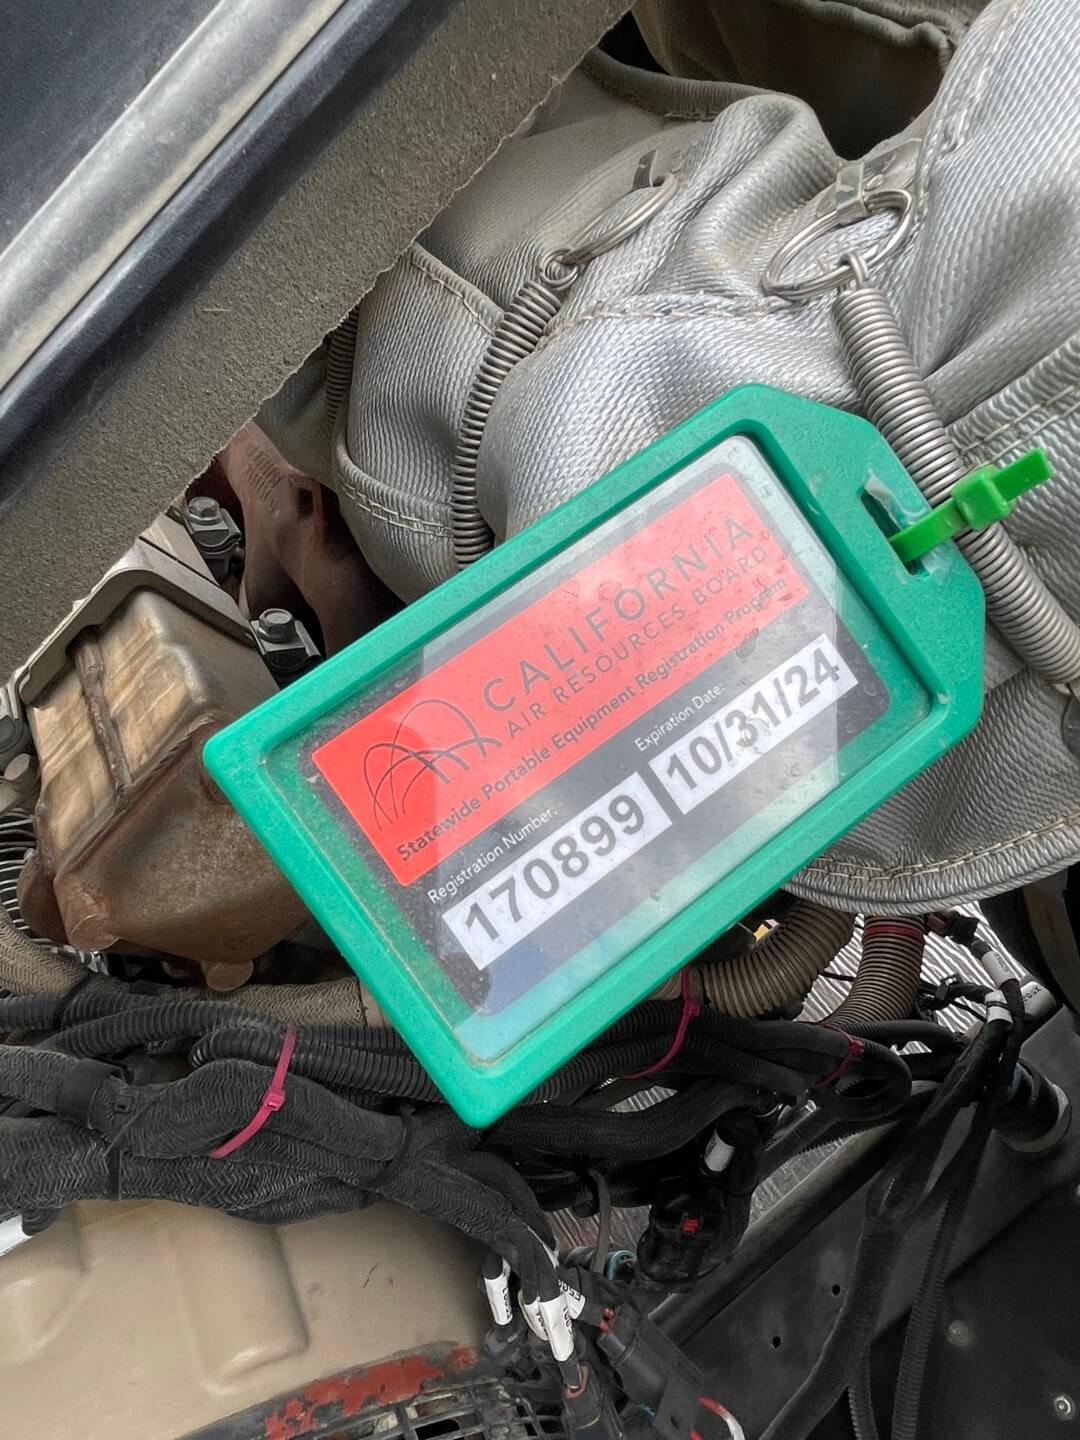 CALIFORNIA
AIR RESOURCES BOARD
Statewide Portable Equipment Registration Program
Registration Number:
170899
Expiration Date:
10/31/24